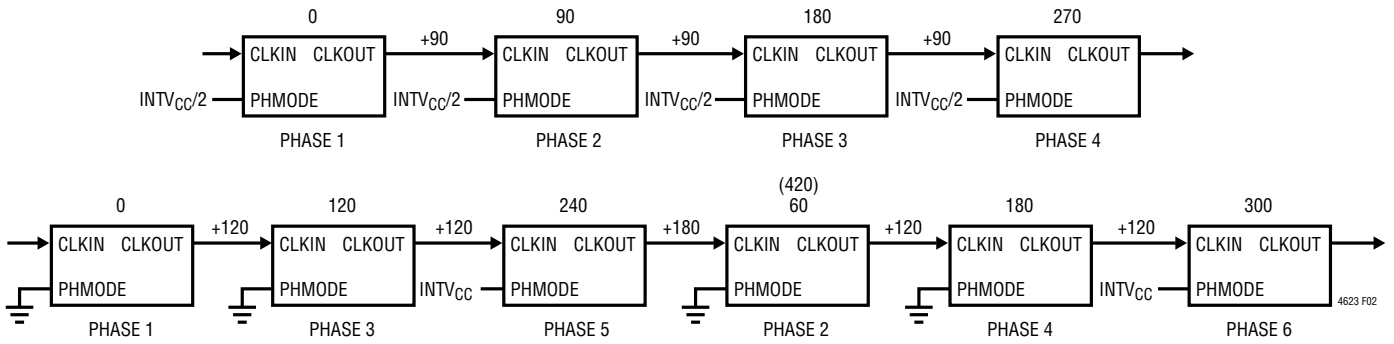 0 90 180 270
+90 +90 +90
CLKIN CLKOUT CLKIN CLKOUT CLKIN CLKOUT CLKIN CLKOUT
INTVCC/2 PHMODE INTVCC/2 PHMODE INTVCC/2 PHMODE INTVCC/2 PHMODE
PHASE 1 PHASE 2 PHASE 3 PHASE 4
(420)
0 120 240 60 180 300
+120 +120 +180 +120 +120
CLKIN CLKOUT CLKIN CLKOUT CLKIN CLKOUT CLKIN CLKOUT CLKIN CLKOUT CLKIN CLKOUT
PHMODE PHMODE INTVCC PHMODE PHMODE PHMODE INTVCC PHMODE
4623 F02
PHASE 1 PHASE 3 PHASE 5 PHASE 2 PHASE 4 PHASE 6